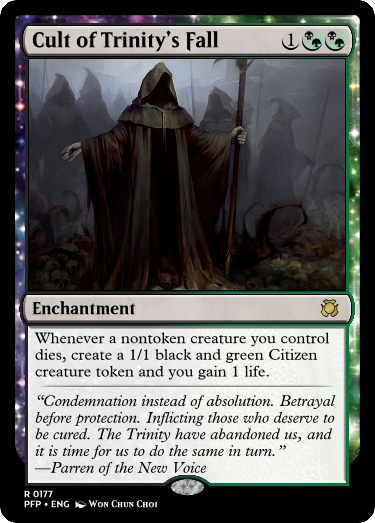 Cult of Trinity's Fall 1
Enchantment
Whenever a nontoken creature you control
dies, create a 1/1 black and green Citizen
creature token and you gain 1 life.
“Condemnation instead of absolution. Betrayal
before protection. Inflicting those who deserve to
be cured. The Trinity have abandoned us, and
it is time for us to do the same in turn.”
—Parren of the New Voice
R 0177
PFP • ENG Won Chun Choi